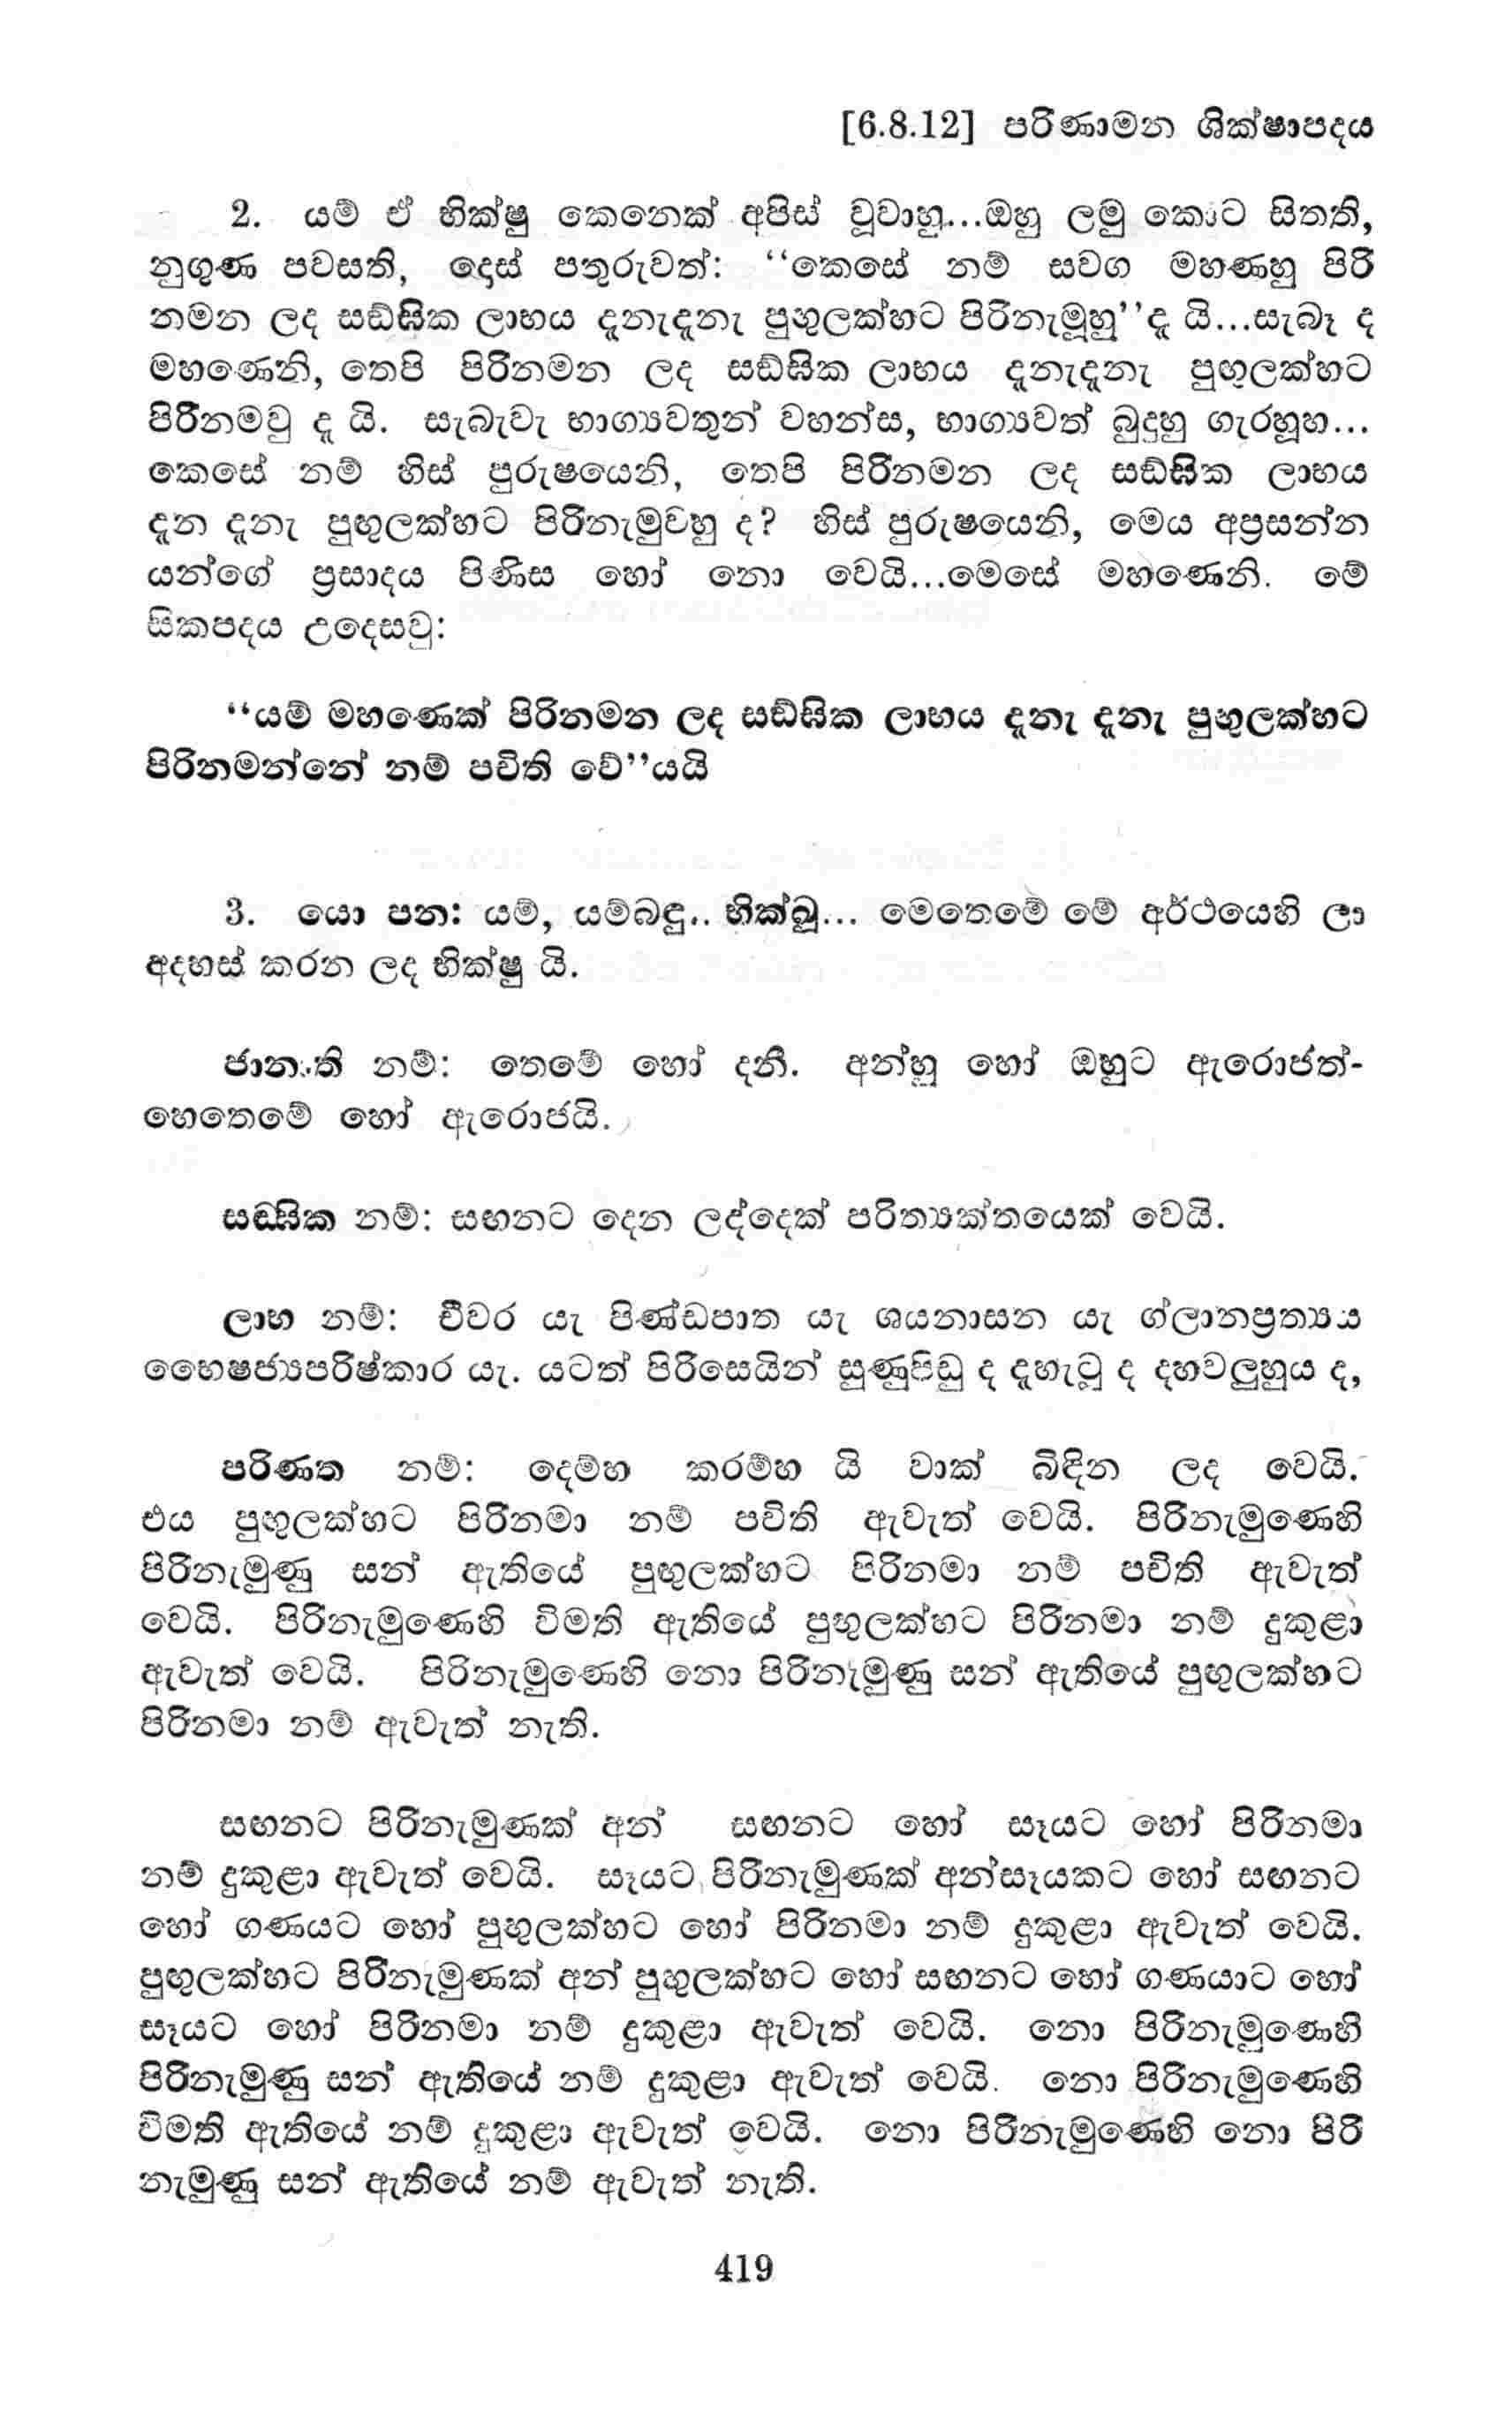 [6.8.12] පරිණාමන ශික්ෂාපදය
2. යම් ඒ භික්ෂු කෙනෙක් අපිස් වූවාහු...ඔහු ලමු කොට සිතති,
නුගුණ පවසති, දොස් පතුරුවත්: “කෙසේ නම් සවග මහණහු පිරි
නමන ලද සඞ්ඝික ලාභය දැනැදැනැ පුඟුලක්හට පිරිනැමූහු”දැ යි...සැබෑ ද
මහණෙනි, තෙපි පිරිනමන ලද සඞ්ඝික ලාභය දැනැදැනැ පුඟුලක්හට
පිරිනමවු දැ යි. සැබැවැ භාග්‍යවතුන් වහන්ස, භාග්‍යවත් බුදුහු ගැරහූහ...
කෙසේ නම් හිස් පුරුෂයෙනි, තෙපි පිරිනමන ලද සඞ්ඝික ලාභය
දැන දැනැ පුඟුලක්හට පිරිනැමුවහු ද? හිස් පුරුෂයෙනි, මෙය අප්‍රසන්න
යන්ගේ ප්‍රසාදය පිණිස හෝ නො වෙයි...මෙසේ මහණෙනි. මේ
සිකපදය උදෙසවු:
“යම් මහණෙක් පිරිනමන ලද සඞ්ඝික ලාභය දැනැ දැනැ පුඟුලක්හට
පිරිනමන්නේ නම් පචිති වේ”යයි
3. යො පන: යම්, යම්බඳු.. භික්ඛූ... මෙතෙමේ මේ අර්ථයෙහි ලා
අදහස් කරන ලද භික්ෂු යි.
ජානාති නම්: තෙමේ හෝ දනී. අන්හු හෝ ඔහුට ඇරොජත්-
හෙතෙමේ හෝ ඇරොජයි.
සඞ්ඝික නම්: සඟනට දෙන ලද්දෙක් පරිත්‍යක්තයෙක් වෙයි.
ලාභ නම්: චීවර යැ පිණ්ඩපාත යැ ශයනාසන යැ ග්ලානප්‍රත්‍යය
භෛෂජ්‍යපරිෂ්කාර යැ. යටත් පිරිසෙයින් සුණුපිඩු ද දැහැටු ද දහවලුහුය ද,
පරිණත නම්: දෙම්හ කරම්හ යි වාක් බිඳින ලද වෙයි.
එය පුඟුලක්හට පිරිනමා නම් පචිති ඇවැත් වෙයි. පිරිනැමුණෙහි
පිරිනැමුණු සන් ඇතියේ පුඟුලක්හට පිරිනමා නම් පචිති ඇවැත්
වෙයි. පිරිනැමුණෙහි විමති ඇතියේ පුඟුලක්හට පිරිනමා නම් දුකුළා
ඇවැත් වෙයි. පිරිනැමුණෙහි නො පිරිනැමුණු සන් ඇතියේ පුඟුලක්හට
පිරිනමා නම් ඇවැත් නැති.
සඟනට පිරිනැමුණක් අන් සඟනට හෝ සෑයට හෝ පිරිනමා
නම් දුකුළා ඇවැත් වෙයි. සෑයට පිරිනැමුණක් අන්සෑයකට හෝ සඟනට
හෝ ගණයට හෝ පුඟුලක්හට හෝ පිරිනමා නම් දුකුළා ඇවැත් වෙයි.
පුඟුලක්හට පිරිනැමුණක් අන් පුඟුලක්හට හෝ සඟනට හෝ ගණයාට හෝ
සෑයට හෝ පිරිනමා නම් දුකුළා ඇවැත් වෙයි. නො පිරිනැමුණෙහි
පිරිනැමුණු සන් ඇතියේ නම් දුකුළා ඇවැත් වෙයි. නො පිරිනැමුණෙහි
විමති ඇතියේ නම් දුකුළා ඇවැත් වෙයි. නො පිරිනැමුණෙහි නො පිරි
නැමුණු සන් ඇතියේ නම් ඇවැත් නැති.
419